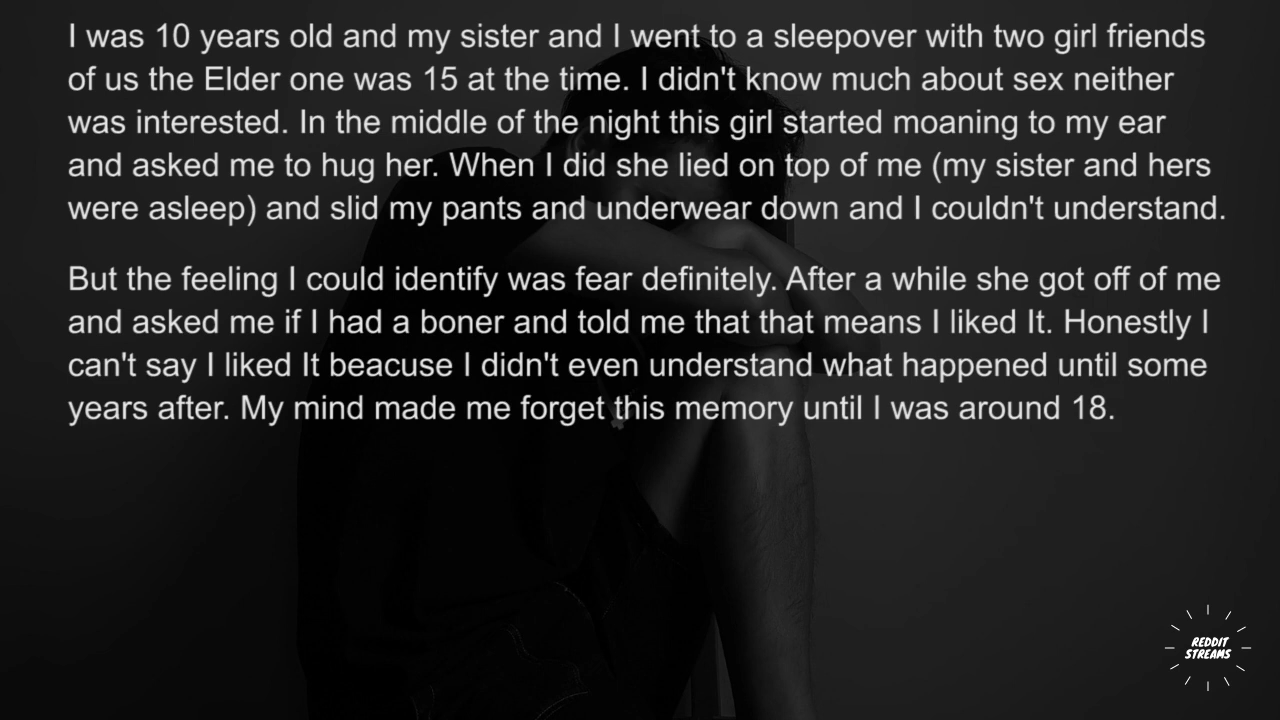 I was 10 years old and my sister and I went to a sleepover with two girl friends
of us the Elder one was 15 at the time. I didn't know much about sex neither
was interested. In the middle of the night this girl started moaning to my ear
and asked me to hug her. When I did she lied on top of me (my sister and hers
were asleep) and slid my pants and underwear down and I couldn't understand.
But the feeling I could identify was fear definitely. After a while she got off of me
and asked me if I had a boner and told me that that means I liked It. Honestly I
can't say I liked It beacuse I didn't even understand what happened until some
years after. My mind made me forget this memory until I was around 18.
REDDIT
STREAMS